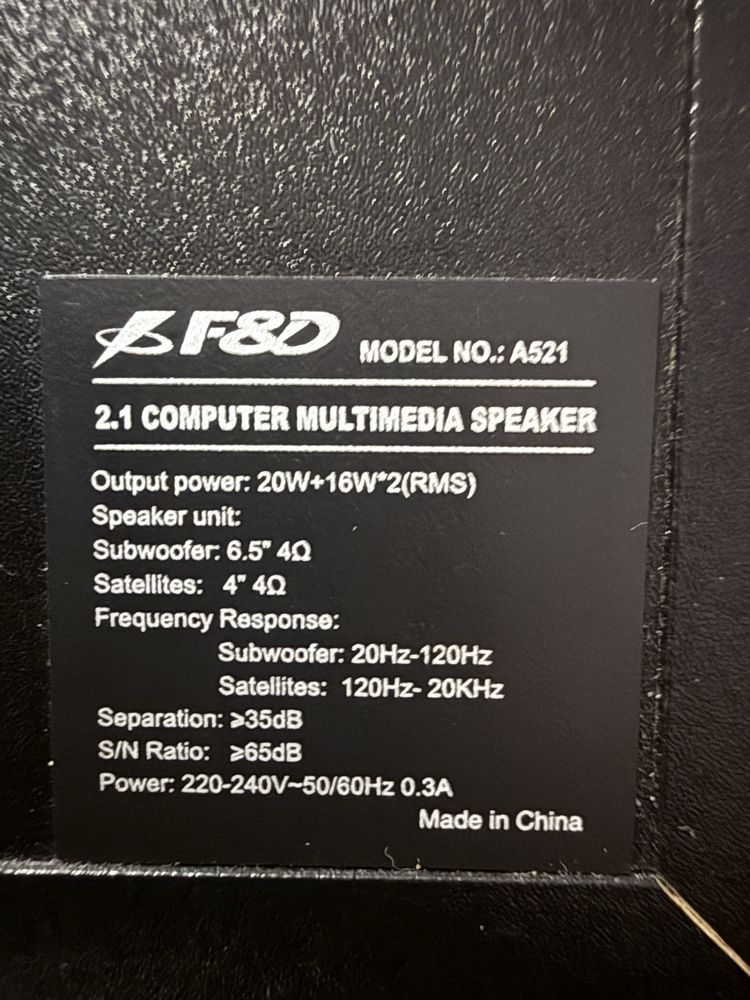 F&D MODEL NO.: A521
2.1 COMPUTER MULTIMEDIA SPEAKER
Output power: 20W+16W*2(RMS)
Speaker unit:
Subwoofer: 6.5" 4Ω
Satellites: 4" 4Ω
Frequency Response:
Subwoofer: 20Hz-120Hz
Satellites: 120Hz- 20KHz
Separation: ≥35dB
S/N Ratio: ≥65dB
Power: 220-240V~50/60Hz 0.3A
Made in China